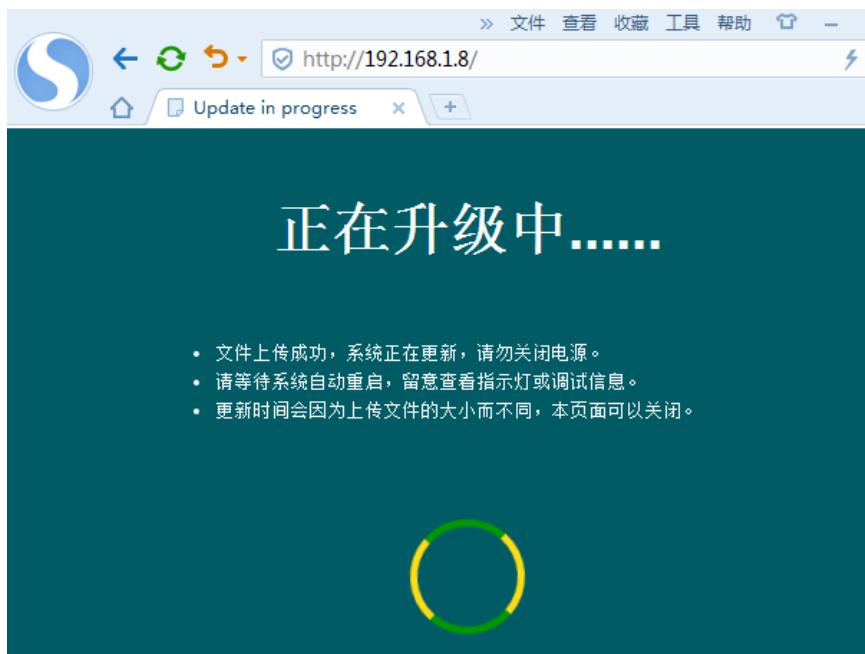 » 文件 查看 收藏 工具 帮助
http://192.168.1.8/
Update in progress
正在升级中......
• 文件上传成功，系统正在更新，请勿关闭电源。
• 请等待系统自动重启，留意查看指示灯或调试信息。
• 更新时间会因为上传文件的大小而不同，本页面可以关闭。